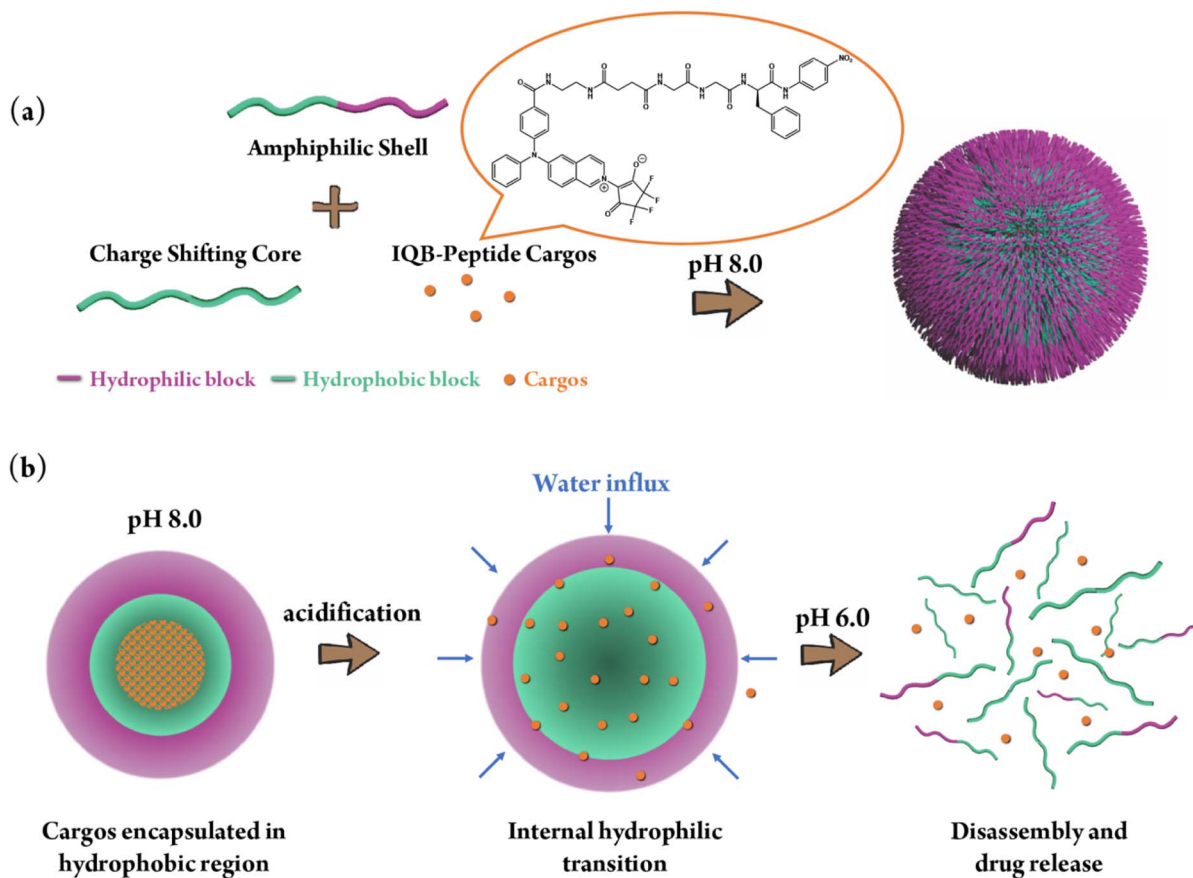 (a)
Amphiphilic Shell
Charge Shifting Core
IQB-Peptide Cargos
pH 8.0
Hydrophilic block
Hydrophobic block
Cargos
O
H
N
N
H
O
O
H
N
O
N
H
O
H
N
O
N
H
NO₂
N
N
+
O
−
O
F
F
F
F
(b)
pH 8.0
acidification
Water influx
pH 6.0
Cargos encapsulated in
hydrophobic region
Internal hydrophilic
transition
Disassembly and
drug release